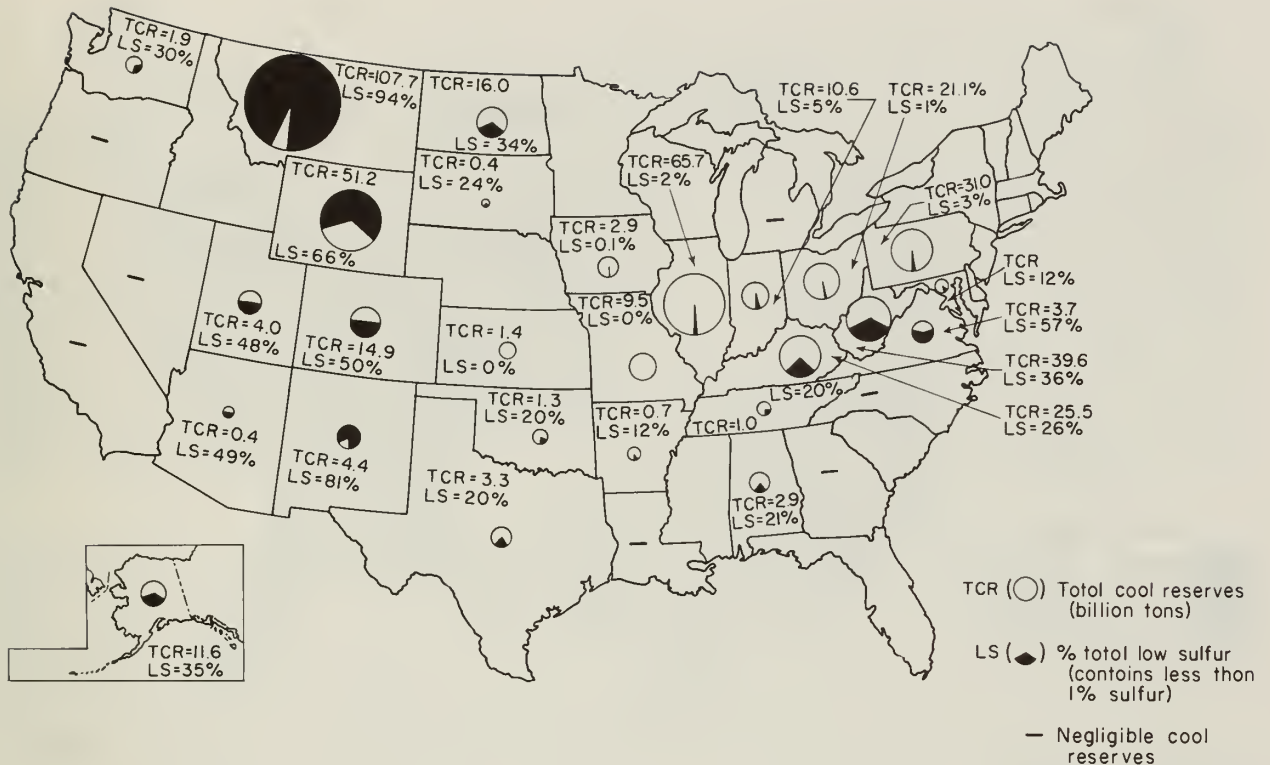 TCR=1.9
LS=30%
TCR=107.7
LS=94%
TCR=16.0
LS=34%
TCR=0.4
LS=24%
TCR=51.2
LS=66%
TCR=2.9
LS=0.1%
TCR=65.7
LS=2%
TCR=10.6
LS=5%
TCR=21.1%
LS=1%
TCR=31.0
LS=3%
TCR
LS=12%
TCR=3.7
LS=57%
TCR=39.6
LS=36%
TCR=25.5
LS=26%
TCR=4.0
LS=48%
TCR=14.9
LS=50%
1.4
LS=0%
TCR=9.5
LS=0%
TCR=0.4
LS=49%
TCR=4.4
LS=81%
TCR=1.3
LS=20%
TCR=0.7
LS=12%
LS=20%
TCR=1.0
TCR=3.3
LS=20%
TCR=2.9
LS=21%
TCR=11.6
LS=35%
TCR ( ) Total cool reserves
(billion tons)
LS ( ) % total low sulfur
(contains less than
1% sulfur)
– Negligible cool
reserves